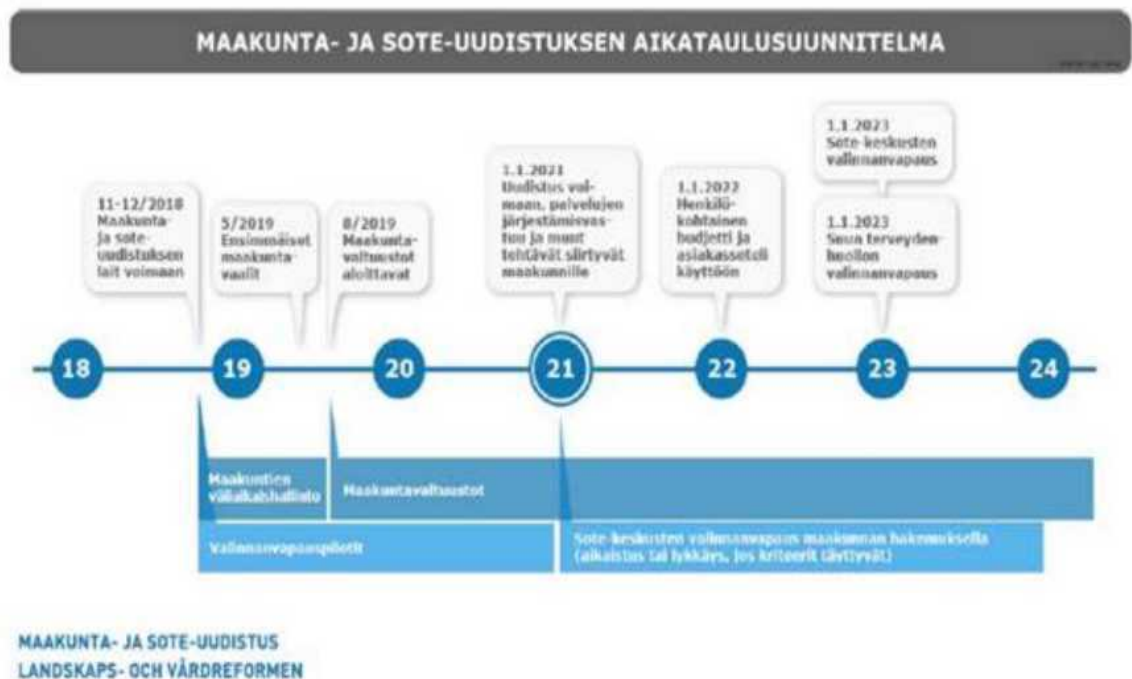 MAAKUNTA- JA SOTE-UUDISTUKSEN AIKATAULUSUUNNITELMA
11-12/2018
Maakunta-
ja sote-
uudistuksen
lait voimaan
5/2019
Ensimmäiset
maakunta-
vaalit
8/2019
Maakunta-
valtuustot
aloittavat
1.1.2021
Uudistus voi-
maan, palvelujen
järjestämisvas-
tuu ja muut
tehtävät siirtyvät
maakunnille
1.1.2022
Henkilö-
kohtainen
budjetti ja
asiakasseteli
käyttöön
1.1.2023
Sote-keskusten
valinnanvapaus
1.1.2023
Suun terveyden-
huollon
valinnanvapaus
18
19
20
21
22
23
24
Maakuntien
väliaikaishallinto
Maakuntavaltuustot
Valinnanvapauspilotit
Sote-keskusten valinnanvapaus maakunnan hakemuksella
(aikaistus tai lykkäys, jos kriteerit täyttyvät)
MAAKUNTA- JA SOTE-UUDISTUS
LANDSKAPS- OCH VÅRDREFORMEN